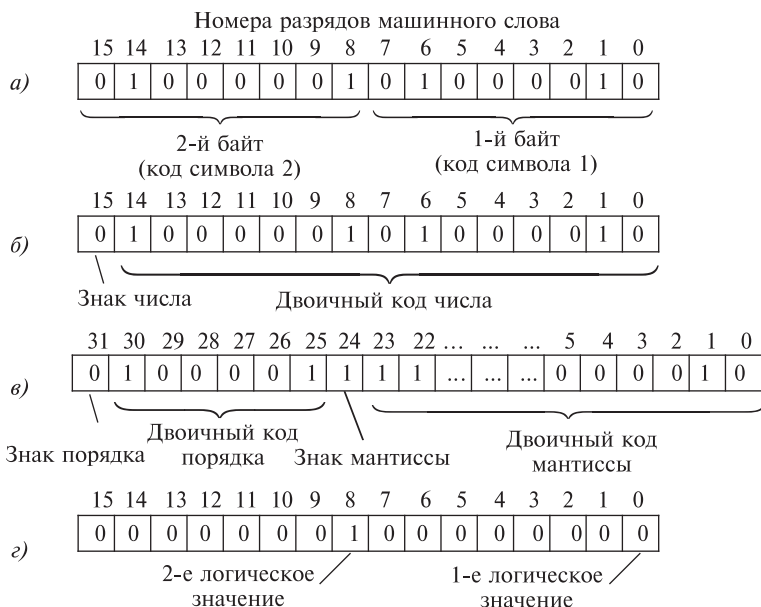 Номера разрядов машинного слова
15 14 13 12 11 10 9 8 7 6 5 4 3 2 1 0
а) 0 1 0 0 0 0 0 1 0 1 0 0 0 0 1 0
2-й байт 1-й байт
(код символа 2) (код символа 1)
15 14 13 12 11 10 9 8 7 6 5 4 3 2 1 0
б) 0 1 0 0 0 0 0 1 0 1 0 0 0 0 1 0
Знак числа Двоичный код числа
31 30 29 28 27 26 25 24 23 22 ... ... ... 5 4 3 2 1 0
в) 0 1 0 0 0 0 1 1 1 1 ... ... ... 0 0 0 0 1 0
Двоичный код Двоичный код
Знак порядка порядка Знак мантиссы мантиссы
15 14 13 12 11 10 9 8 7 6 5 4 3 2 1 0
г) 0 0 0 0 0 0 0 1 0 0 0 0 0 0 0 0
2-е логическое 1-е логическое
значение значение